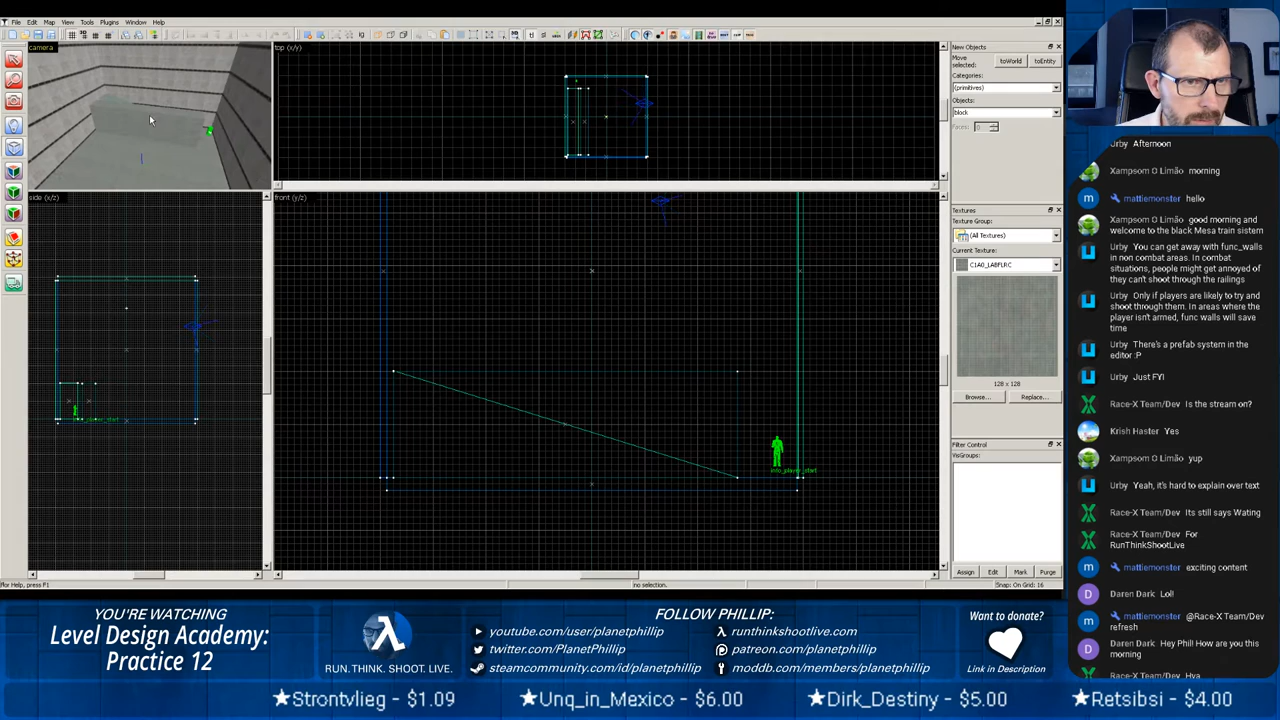 File Edit Map View Tools Plugins Window Help
camera
top (x/y)
side (x/z)
front (y/z)
info_player_start
info_player_start
New Objects
Move selected:
toWorld
toEntity
Categories:
(primitives)
Objects:
block
Faces:
0
Textures
Texture Group:
(All Textures)
Current Texture:
C1A0_LABFLRC
128 x 128
Browse...
Replace...
Filter Control
VisGroups:
Assign
Edit
Mark
Purge
For Help, press F1
no selection.
Snap: On Grid: 16
Urby Afternoon
Xampsom O Limão morning
mattiemonster hello
Xampsom O Limão good morning and
welcome to the black Mesa train sistem
Urby You can get away with func_walls
in non combat areas. In combat
situations, people might get annoyed of
they can't shoot through the railings
Urby Only if players are likely to try and
shoot through them. In areas where the
player isn't armed, func walls will save
time
Urby There's a prefab system in the
editor :P
Urby Just FYI
Race-X Team/Dev Is the stream on?
Krish Haster Yes
Xampsom O Limão yup
Urby Yeah, it's hard to explain over text
Race-X Team/Dev Its still says Wating
Race-X Team/Dev For
RunThinkShootLive
mattiemonster exciting content
Daren Dark Lol!
mattiemonster @Race-X Team/Dev
refresh
Daren Dark Hey Phil! How are you this
morning
Race-X Team/Dev Hya
YOU'RE WATCHING
Level Design Academy:
Practice 12
RUN. THINK. SHOOT. LIVE.
FOLLOW PHILLIP:
youtube.com/user/planetphillip
twitter.com/PlanetPhillip
steamcommunity.com/id/planetphillip
runthinkshootlive.com
patreon.com/planetphillip
moddb.com/members/planetphillip
Want to donate?
Link in Description
★Strontvlieg - $1.09 ★Unq_in_Mexico - $6.00 ★Dirk_Destiny - $5.00 ★Retsibsi - $4.00